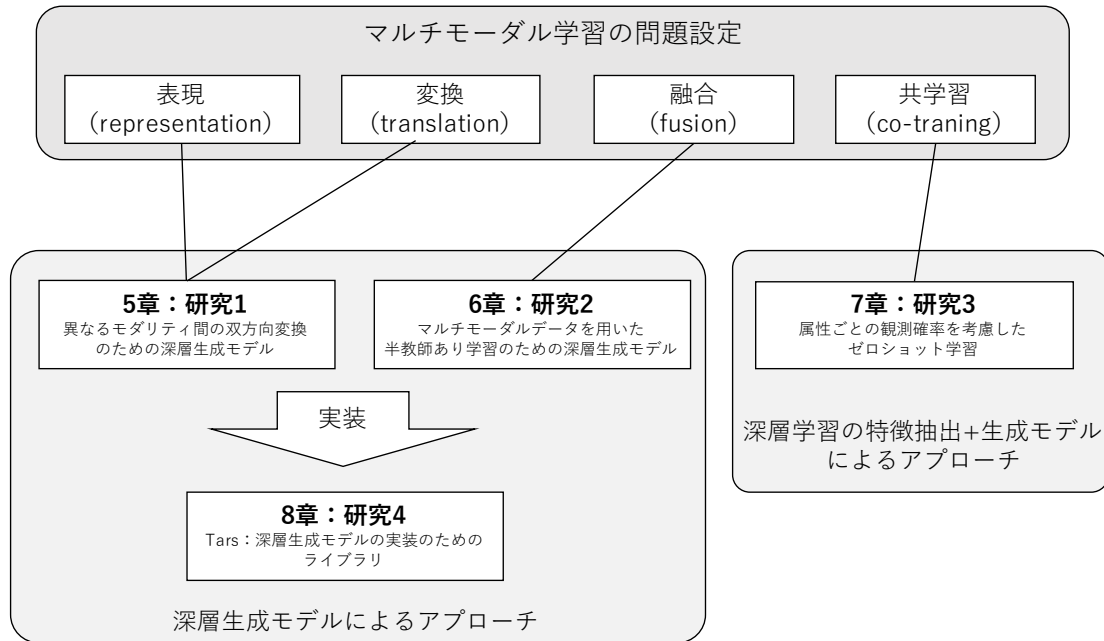 マルチモーダル学習の問題設定
表現
(representation)
変換
(translation)
融合
(fusion)
共学習
(co-traning)
5章：研究1
異なるモダリティ間の双方向変換
のための深層生成モデル
6章：研究2
マルチモーダルデータを用いた
半教師あり学習のための深層生成モデル
実装
8章：研究4
Tars：深層生成モデルの実装のための
ライブラリ
深層生成モデルによるアプローチ
7章：研究3
属性ごとの観測確率を考慮した
ゼロショット学習
深層学習の特徴抽出+生成モデル
によるアプローチ